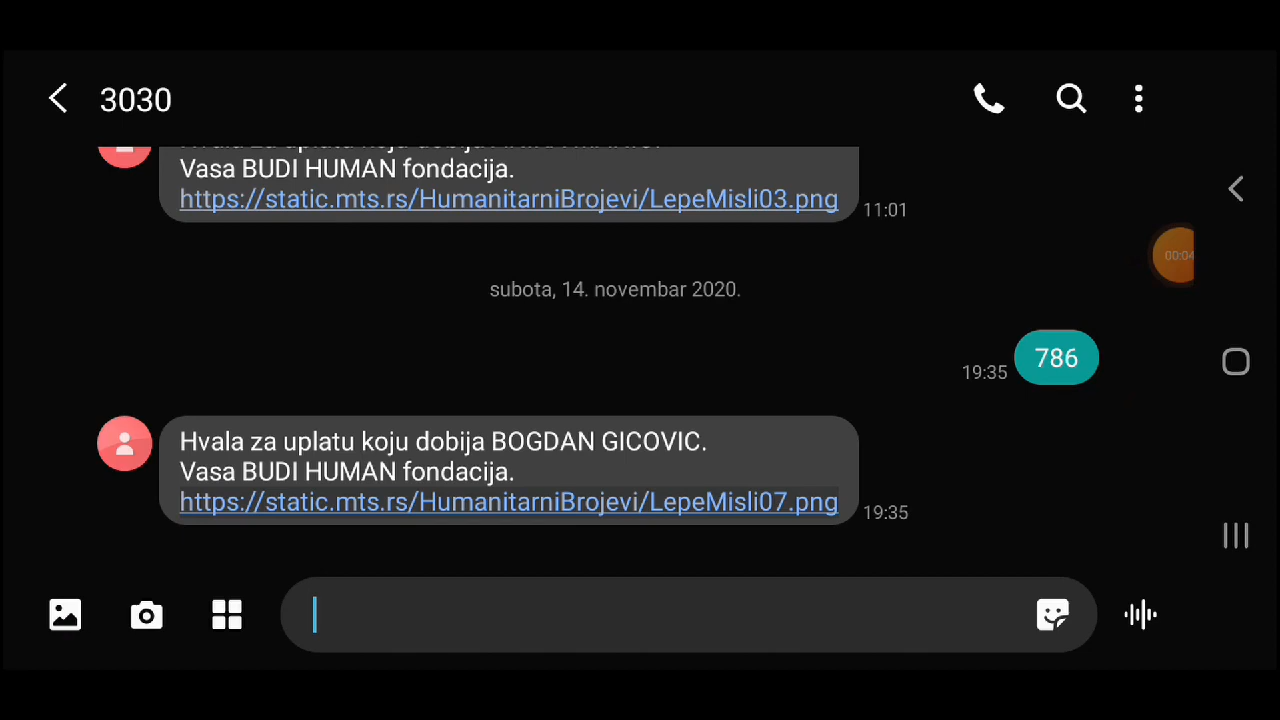 3030
Vasa BUDI HUMAN fondacija.
https://static.mts.rs/HumanitarniBrojevi/LepeMisli03.png
11:01
00:04
subota, 14. novembar 2020.
786
19:35
Hvala za uplatu koju dobija BOGDAN GICOVIC.
Vasa BUDI HUMAN fondacija.
https://static.mts.rs/HumanitarniBrojevi/LepeMisli07.png
19:35